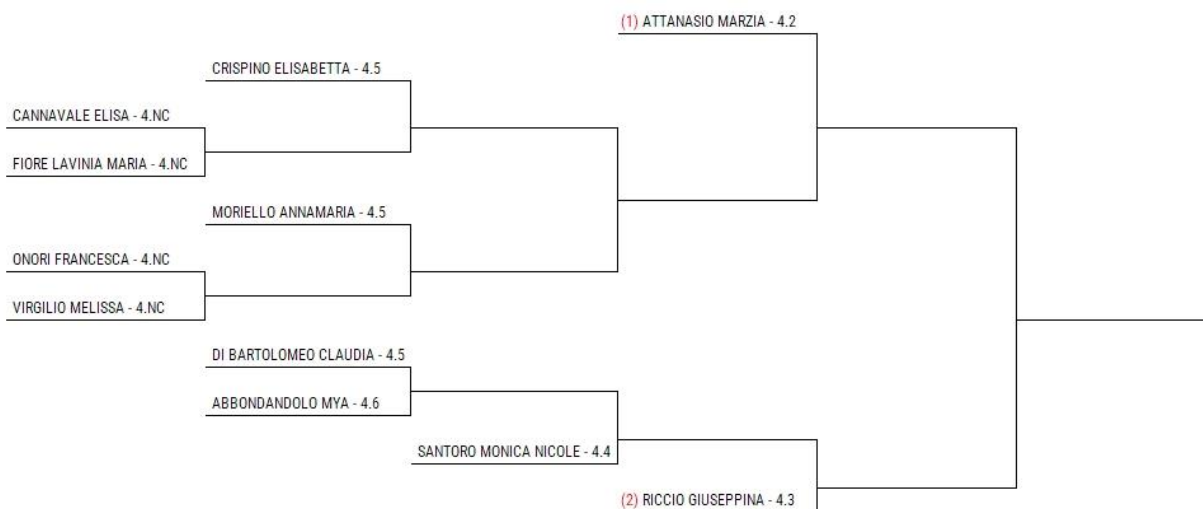 (1) ATTANASIO MARZIA - 4.2
CRISPINO ELISABETTA - 4.5
CANNAVALE ELISA - 4.NC
FIORE LAVINIA MARIA - 4.NC
MORIELLO ANNAMARIA - 4.5
ONORI FRANCESCA - 4.NC
VIRGILIO MELISSA - 4.NC
DI BARTOLOMEO CLAUDIA - 4.5
ABBONDANDOLO MYA - 4.6
SANTORO MONICA NICOLE - 4.4
(2) RICCIO GIUSEPPINA - 4.3